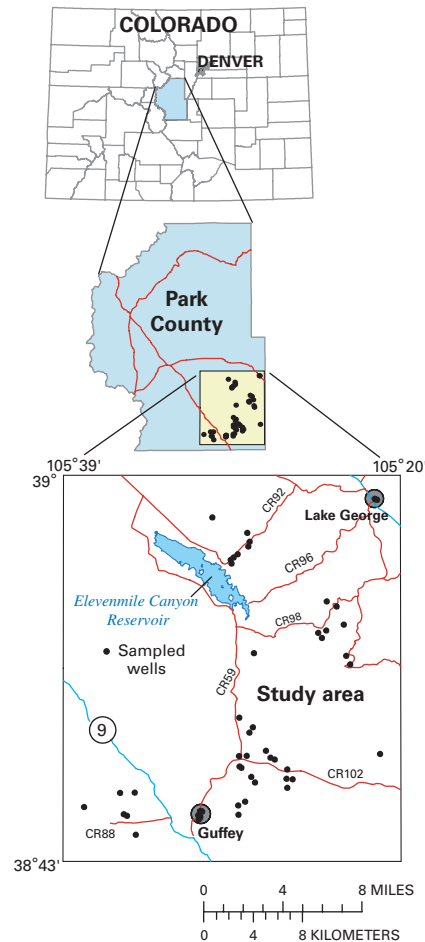 COLORADO
DENVER
Park
County
105°39'
105°20'
39°
CR92
Lake George
CR96
Elevenmile Canyon
Reservoir
CR98
Sampled
wells
CR59
Study area
9
CR102
CR88
Guffey
38°43'
0 4 8 MILES
0 4 8 KILOMETERS